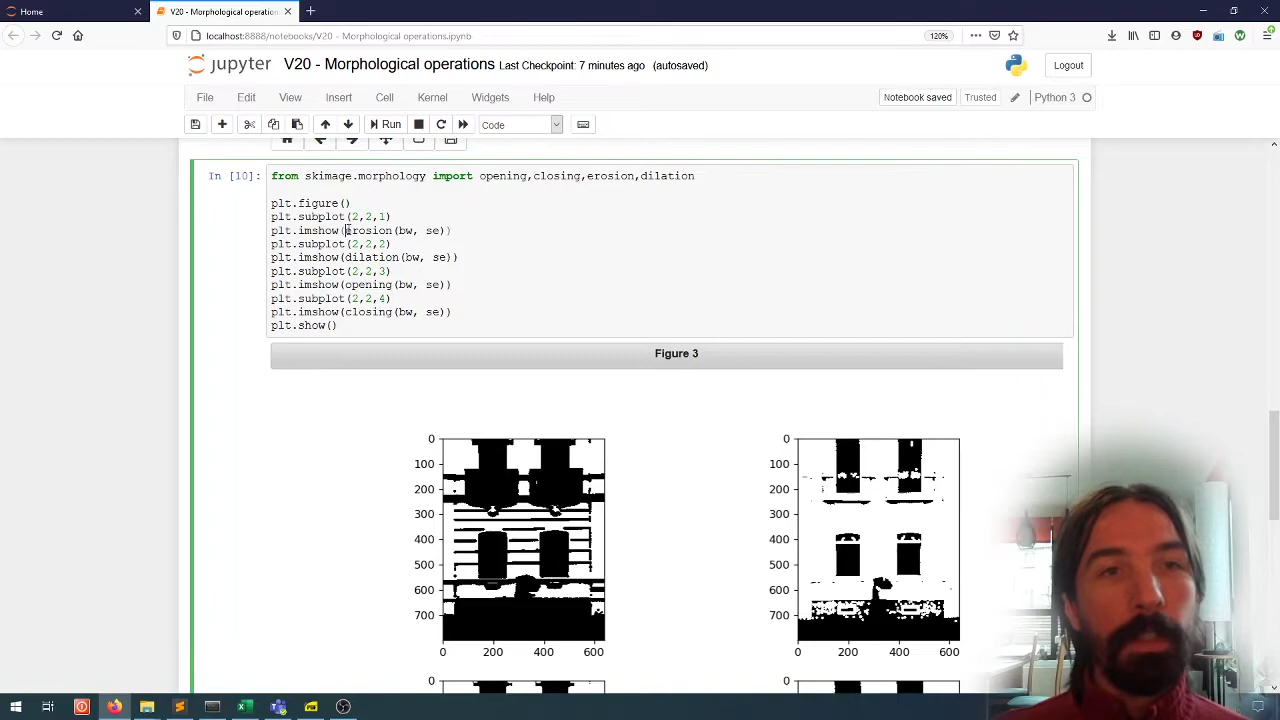 Home
V20 - Morphological operation
localhost:8888/notebooks/V20 - Morphological operations.ipynb
120%
jupyter
V20 - Morphological operations Last Checkpoint: 7 minutes ago (autosaved)
Logout
File Edit View Insert Cell Kernel Widgets Help
Notebook saved Trusted Python 3
Run Code
In [10]:
from skimage.morphology import opening,closing,erosion,dilation
plt.figure()
plt.subplot(2,2,1)
plt.imshow(erosion(bw, se))
plt.subplot(2,2,2)
plt.imshow(dilation(bw, se))
plt.subplot(2,2,3)
plt.imshow(opening(bw, se))
plt.subplot(2,2,4)
plt.imshow(closing(bw, se))
plt.show()
Figure 3
0
100
200
300
400
500
600
700
0 200 400 600
0
0
100
200
300
400
500
600
700
0 200 400 600
0